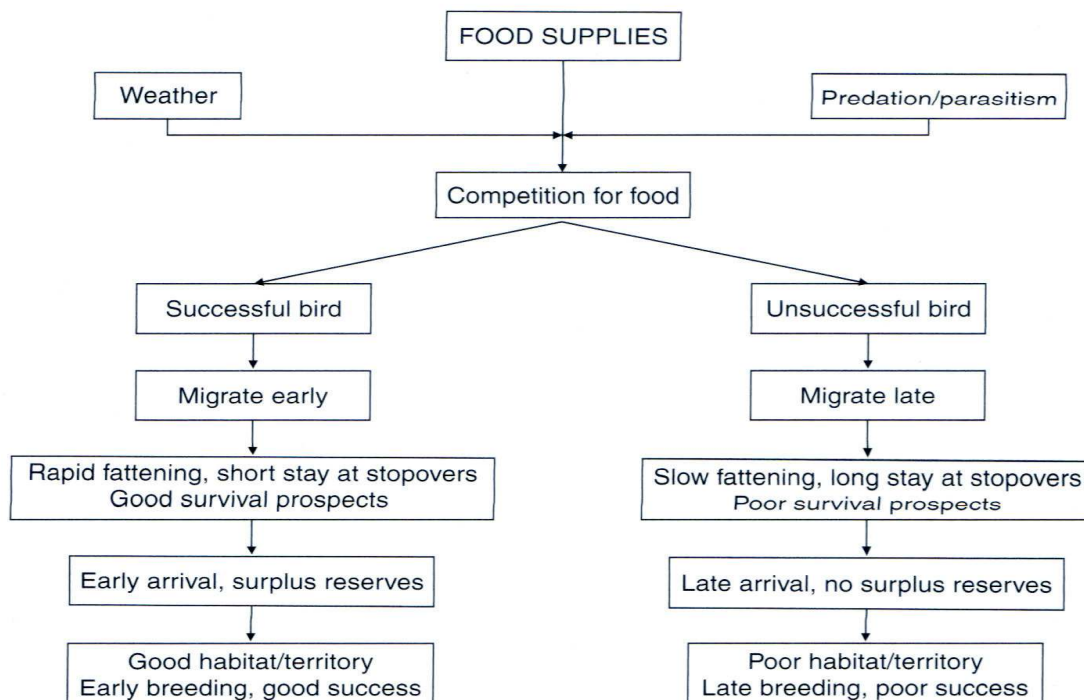 FOOD SUPPLIES
Weather
Predation/parasitism
Competition for food
Successful bird
Unsuccessful bird
Migrate early
Migrate late
Rapid fattening, short stay at stopovers
Good survival prospects
Slow fattening, long stay at stopovers
Poor survival prospects
Early arrival, surplus reserves
Late arrival, no surplus reserves
Good habitat/territory
Early breeding, good success
Poor habitat/territory
Late breeding, poor success